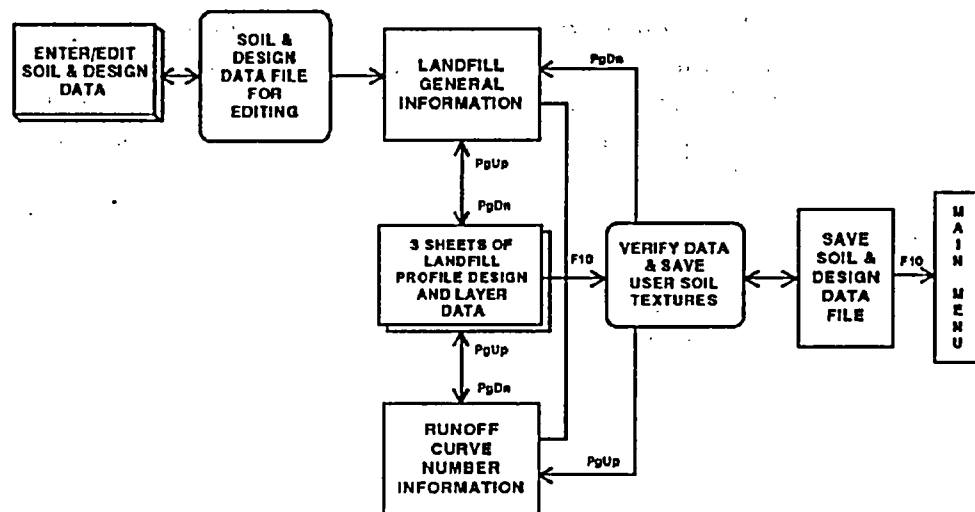 ENTER/EDIT
SOIL & DESIGN
DATA
SOIL &
DESIGN
DATA FILE
FOR
EDITING
LANDFILL
GENERAL
INFORMATION
PgDn
PgUp
PgDn
3 SHEETS OF
LANDFILL
PROFILE DESIGN
AND LAYER
DATA
F10
VERIFY DATA
& SAVE
USER SOIL
TEXTURES
SAVE
SOIL &
DESIGN
DATA
FILE
F10
MAIN MENU
PgUp
PgDn
RUNOFF
CURVE
NUMBER
INFORMATION
PgUp